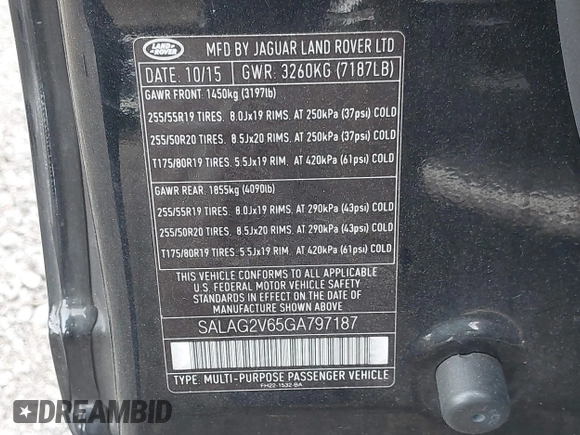 LAND ROVER
MFD BY JAGUAR LAND ROVER LTD
DATE: 10/15 GWR: 3260KG (7187LB)
GAWR FRONT: 1450kg (3197lb)
255/55R19 TIRES. 8.0Jx19 RIMS. AT 250kPa (37psi) COLD
255/50R20 TIRES. 8.5Jx20 RIMS. AT 250kPa (37psi) COLD
T175/80R19 TIRES. 5.5Jx19 RIM. AT 420kPa (61psi) COLD
GAWR REAR: 1855kg (4090lb)
255/55R19 TIRES. 8.0Jx19 RIMS. AT 290kPa (43psi) COLD
255/50R20 TIRES. 8.5Jx20 RIMS. AT 290kPa (43psi) COLD
T175/80R19 TIRES. 5.5Jx19 RIM. AT 420kPa (61psi) COLD
THIS VEHICLE CONFORMS TO ALL APPLICABLE
U.S. FEDERAL MOTOR VEHICLE SAFETY
STANDARDS IN EFFECT ON THE DATE OF
MANUFACTURE SHOWN ABOVE.
SALAG2V65GA797187
TYPE: MULTI-PURPOSE PASSENGER VEHICLE
FH22-1532-BA
DREAMBID